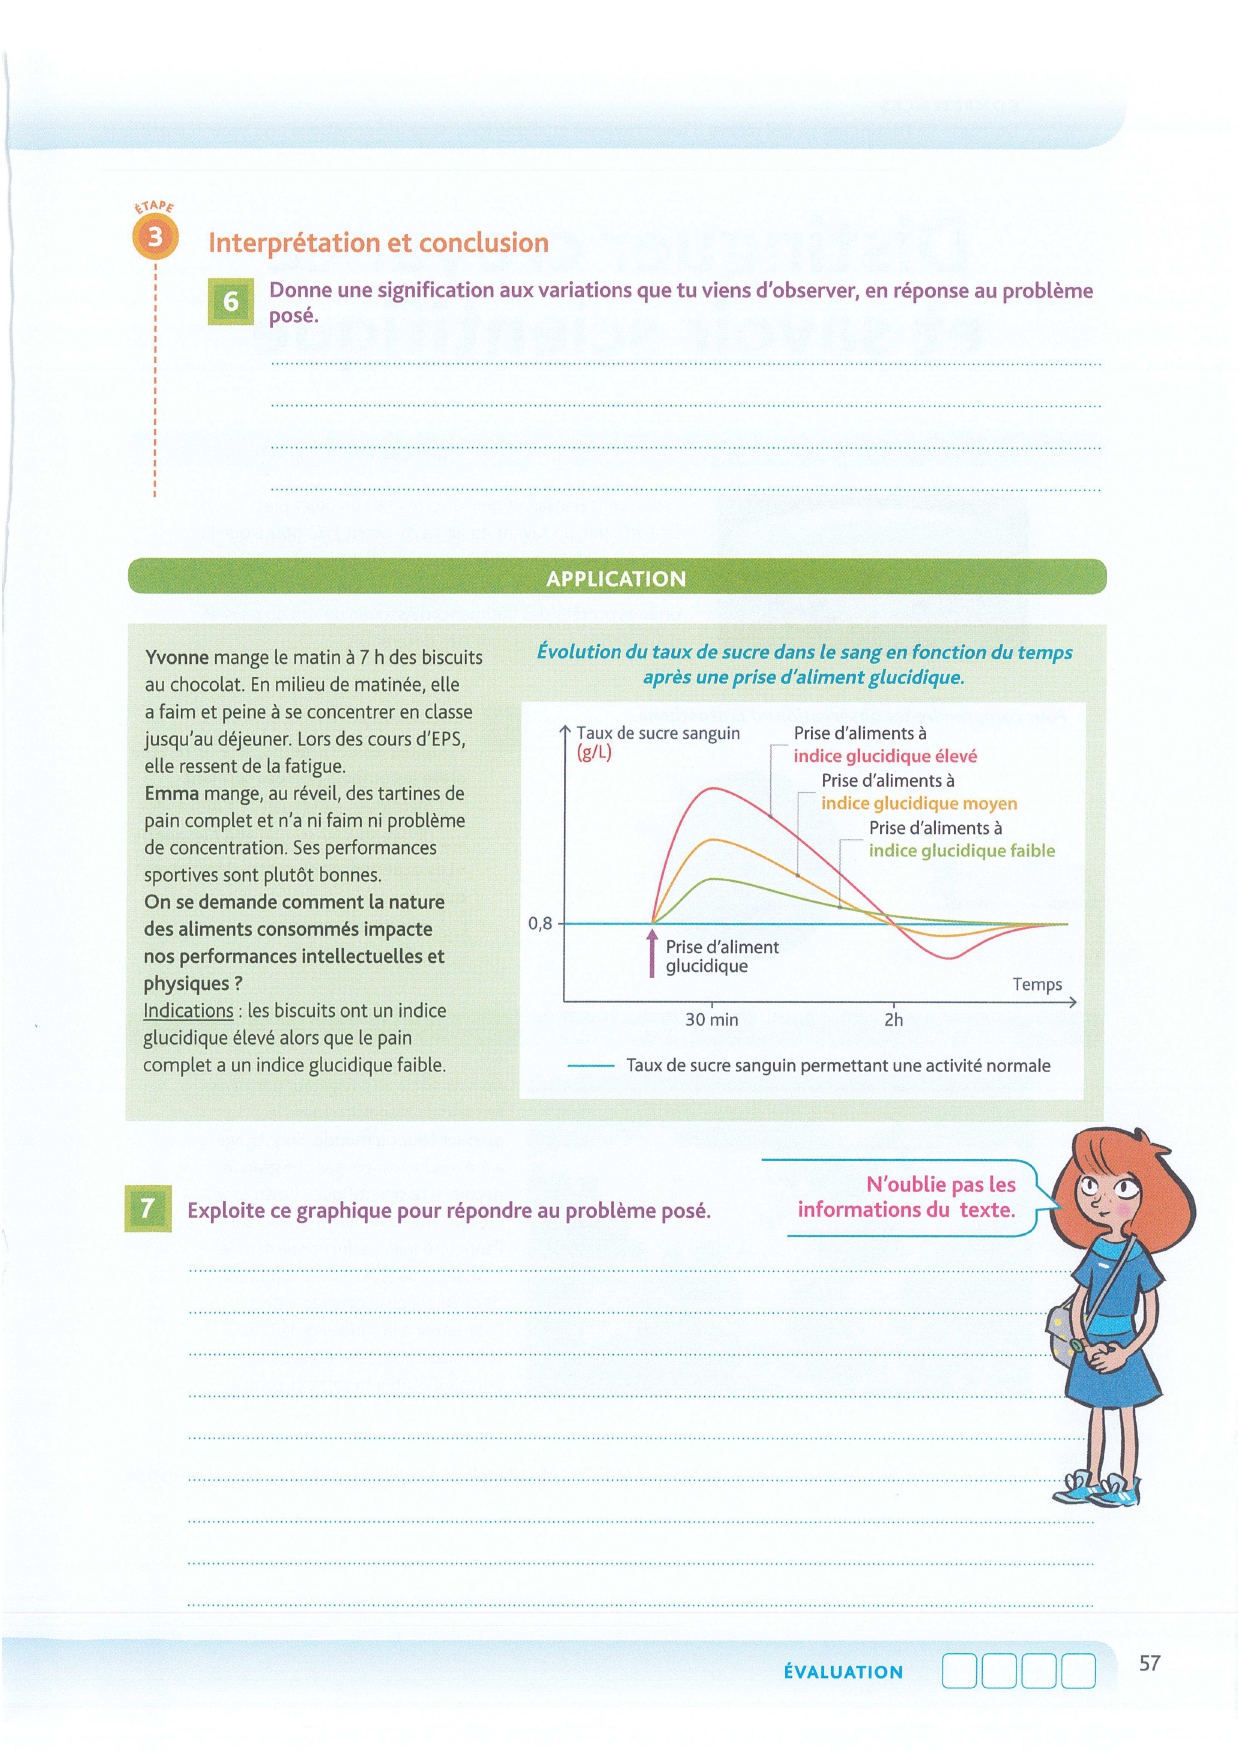 ÉTAPE
3
Interprétation et conclusion
6
Donne une signification aux variations que tu viens d'observer, en réponse au problème
posé.
APPLICATION
Yvonne mange le matin à 7 h des biscuits
au chocolat. En milieu de matinée, elle
a faim et peine à se concentrer en classe
jusqu'au déjeuner. Lors des cours d'EPS,
elle ressent de la fatigue.
Emma mange, au réveil, des tartines de
pain complet et n'a ni faim ni problème
de concentration. Ses performances
sportives sont plutôt bonnes.
On se demande comment la nature
des aliments consommés impacte
nos performances intellectuelles et
physiques ?
Indications : les biscuits ont un indice
glucidique élevé alors que le pain
complet a un indice glucidique faible.
Évolution du taux de sucre dans le sang en fonction du temps
après une prise d'aliment glucidique.
Taux de sucre sanguin
(g/L)
Prise d'aliments à
indice glucidique élevé
Prise d'aliments à
indice glucidique moyen
Prise d'aliments à
indice glucidique faible
0,8
Prise d'aliment
glucidique
Temps
30 min
2h
Taux de sucre sanguin permettant une activité normale
7
Exploite ce graphique pour répondre au problème posé.
N'oublie pas les
informations du texte.
ÉVALUATION
57